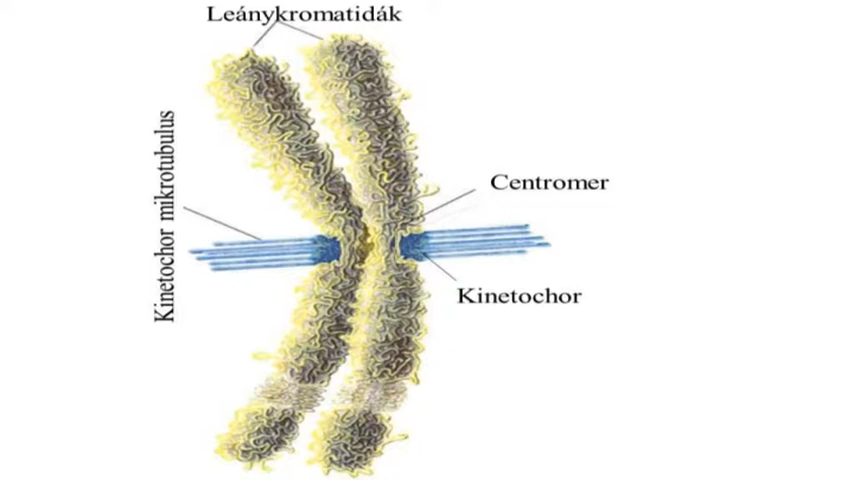 Leánykromatidák
Kinetochor mikrotubulus
Centromer
Kinetochor